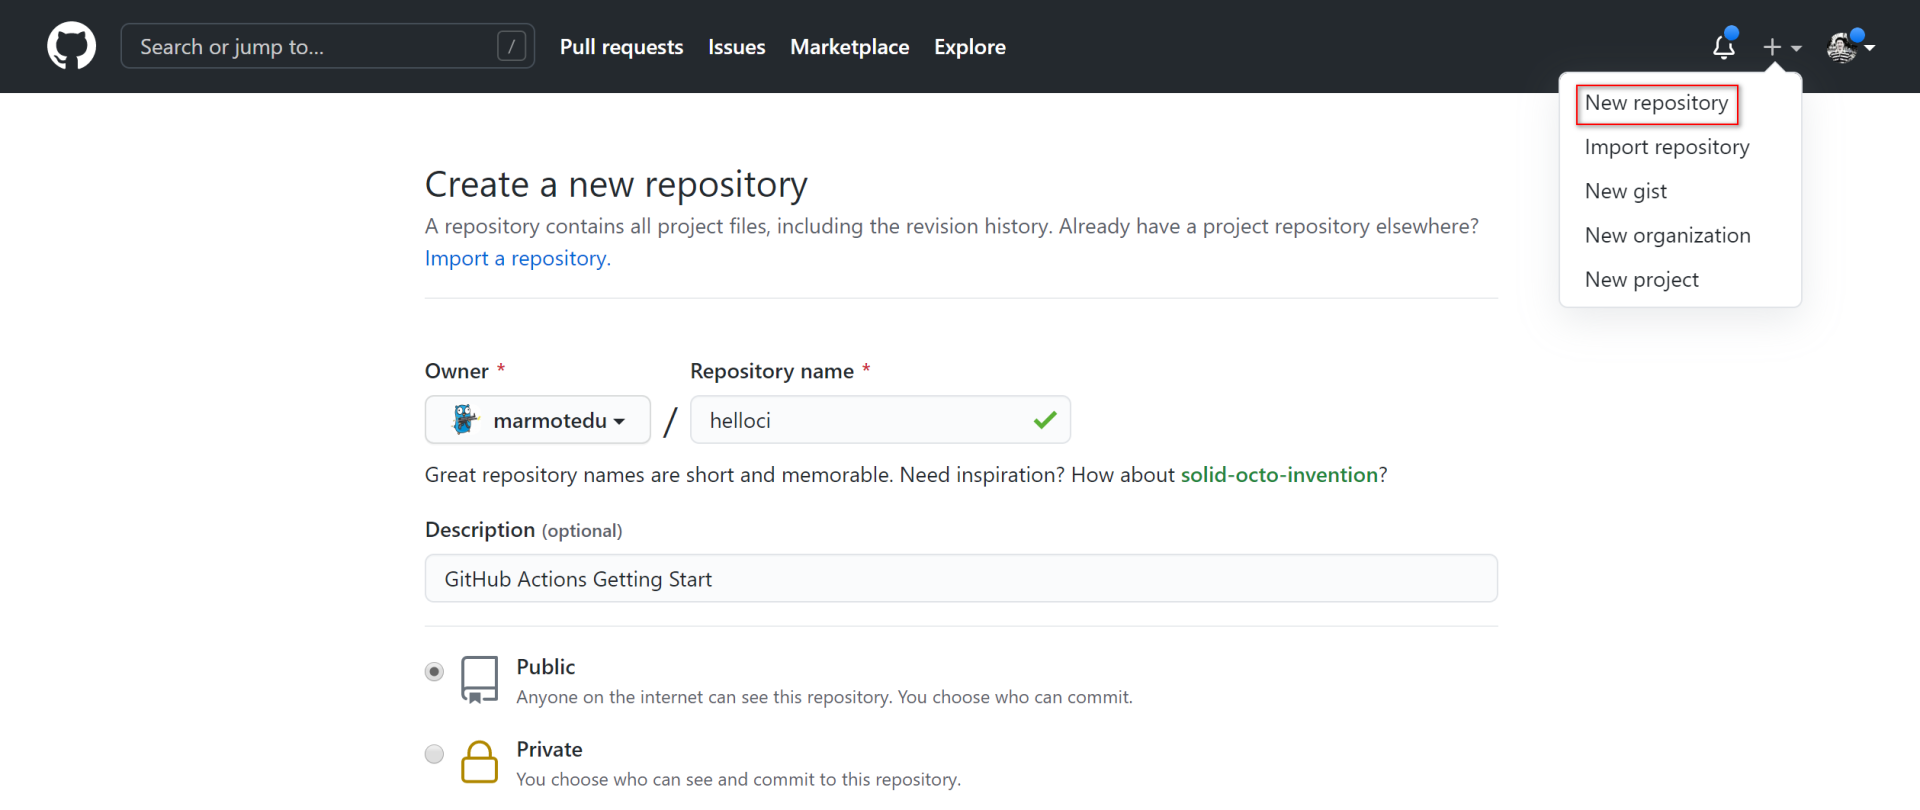 Search or jump to... /
Pull requests Issues Marketplace Explore
New repository
Import repository
New gist
New organization
New project
Create a new repository
A repository contains all project files, including the revision history. Already have a project repository elsewhere?
Import a repository.
Owner * Repository name *
marmotedu / helloci
Great repository names are short and memorable. Need inspiration? How about solid-octo-invention?
Description (optional)
GitHub Actions Getting Start
Public
Anyone on the internet can see this repository. You choose who can commit.
Private
You choose who can see and commit to this repository.